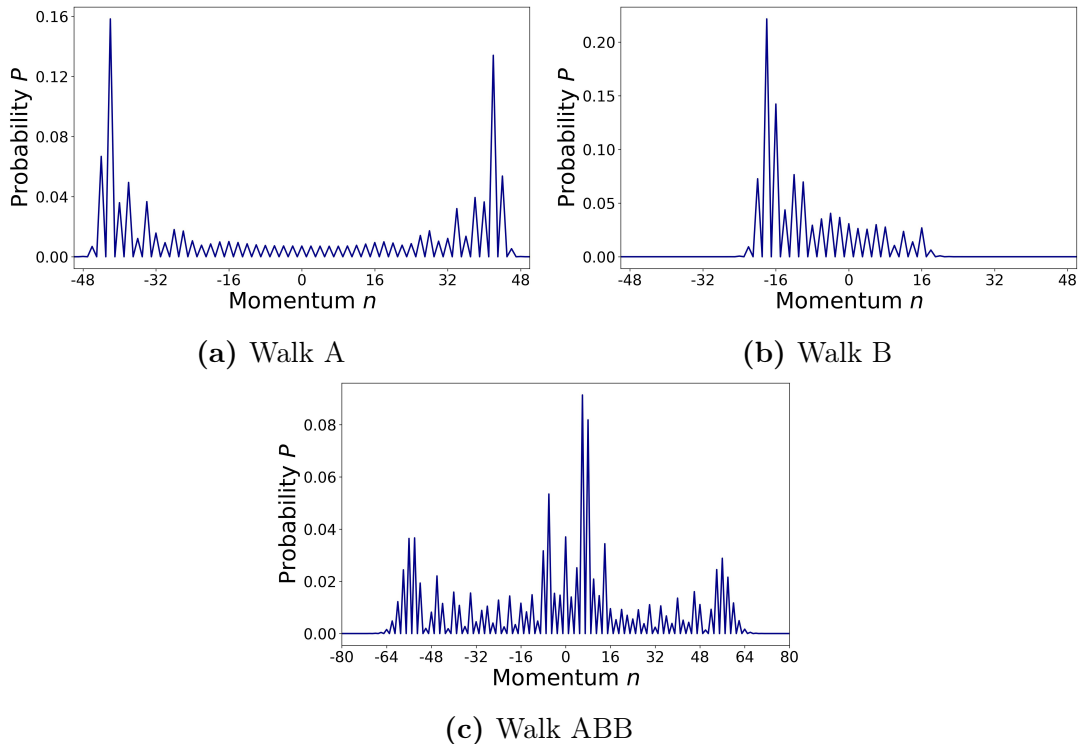 0.16
0.12
0.08
0.04
0.00
Probability P
-48 -32 -16 0 16 32 48
Momentum n
(a) Walk A
0.20
0.15
0.10
0.05
0.00
Probability P
-48 -32 -16 0 16 32 48
Momentum n
(b) Walk B
0.08
0.06
0.04
0.02
0.00
Probability P
-80 -64 -48 -32 -16 0 16 32 48 64 80
Momentum n
(c) Walk ABB